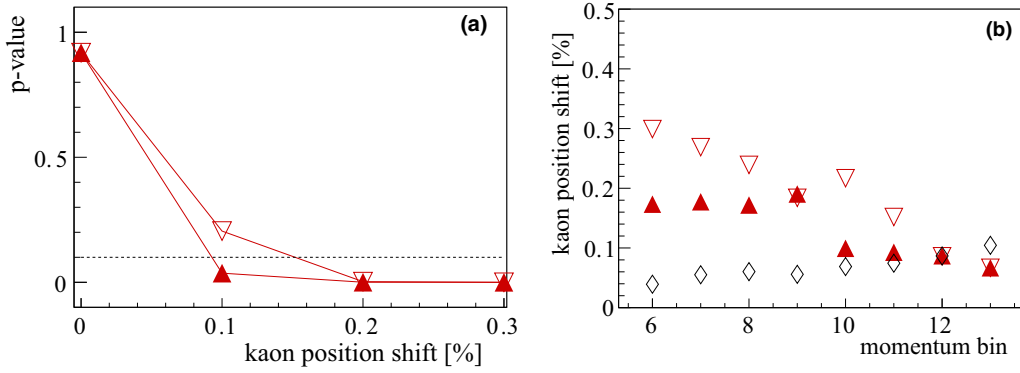 (a)
p-value
1
0.5
0
0 0.1 0.2 0.3
kaon position shift [%]
(b)
kaon position shift [%]
0.5
0.4
0.3
0.2
0.1
0
6 8 10 12
momentum bin